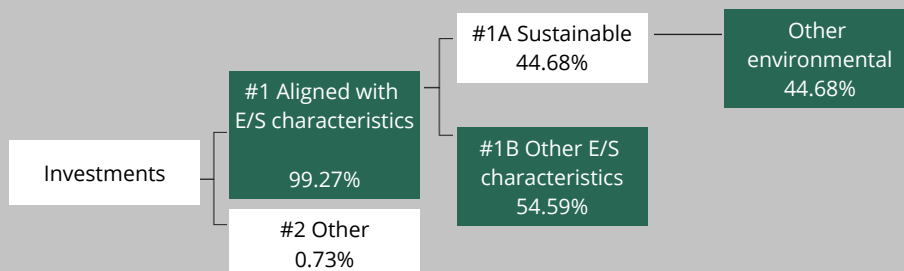 Investments
#1 Aligned with
E/S characteristics
99.27%
#2 Other
0.73%
#1A Sustainable
44.68%
#1B Other E/S
characteristics
54.59%
Other
environmental
44.68%